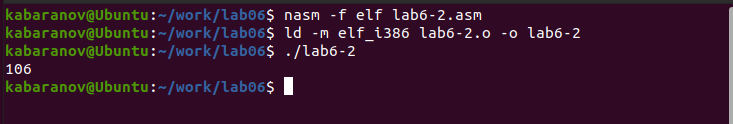 kabaranov@Ubuntu:~/work/lab06$ nasm -f elf lab6-2.asm
kabaranov@Ubuntu:~/work/lab06$ ld -m elf_i386 lab6-2.o -o lab6-2
kabaranov@Ubuntu:~/work/lab06$ ./lab6-2
106
kabaranov@Ubuntu:~/work/lab06$